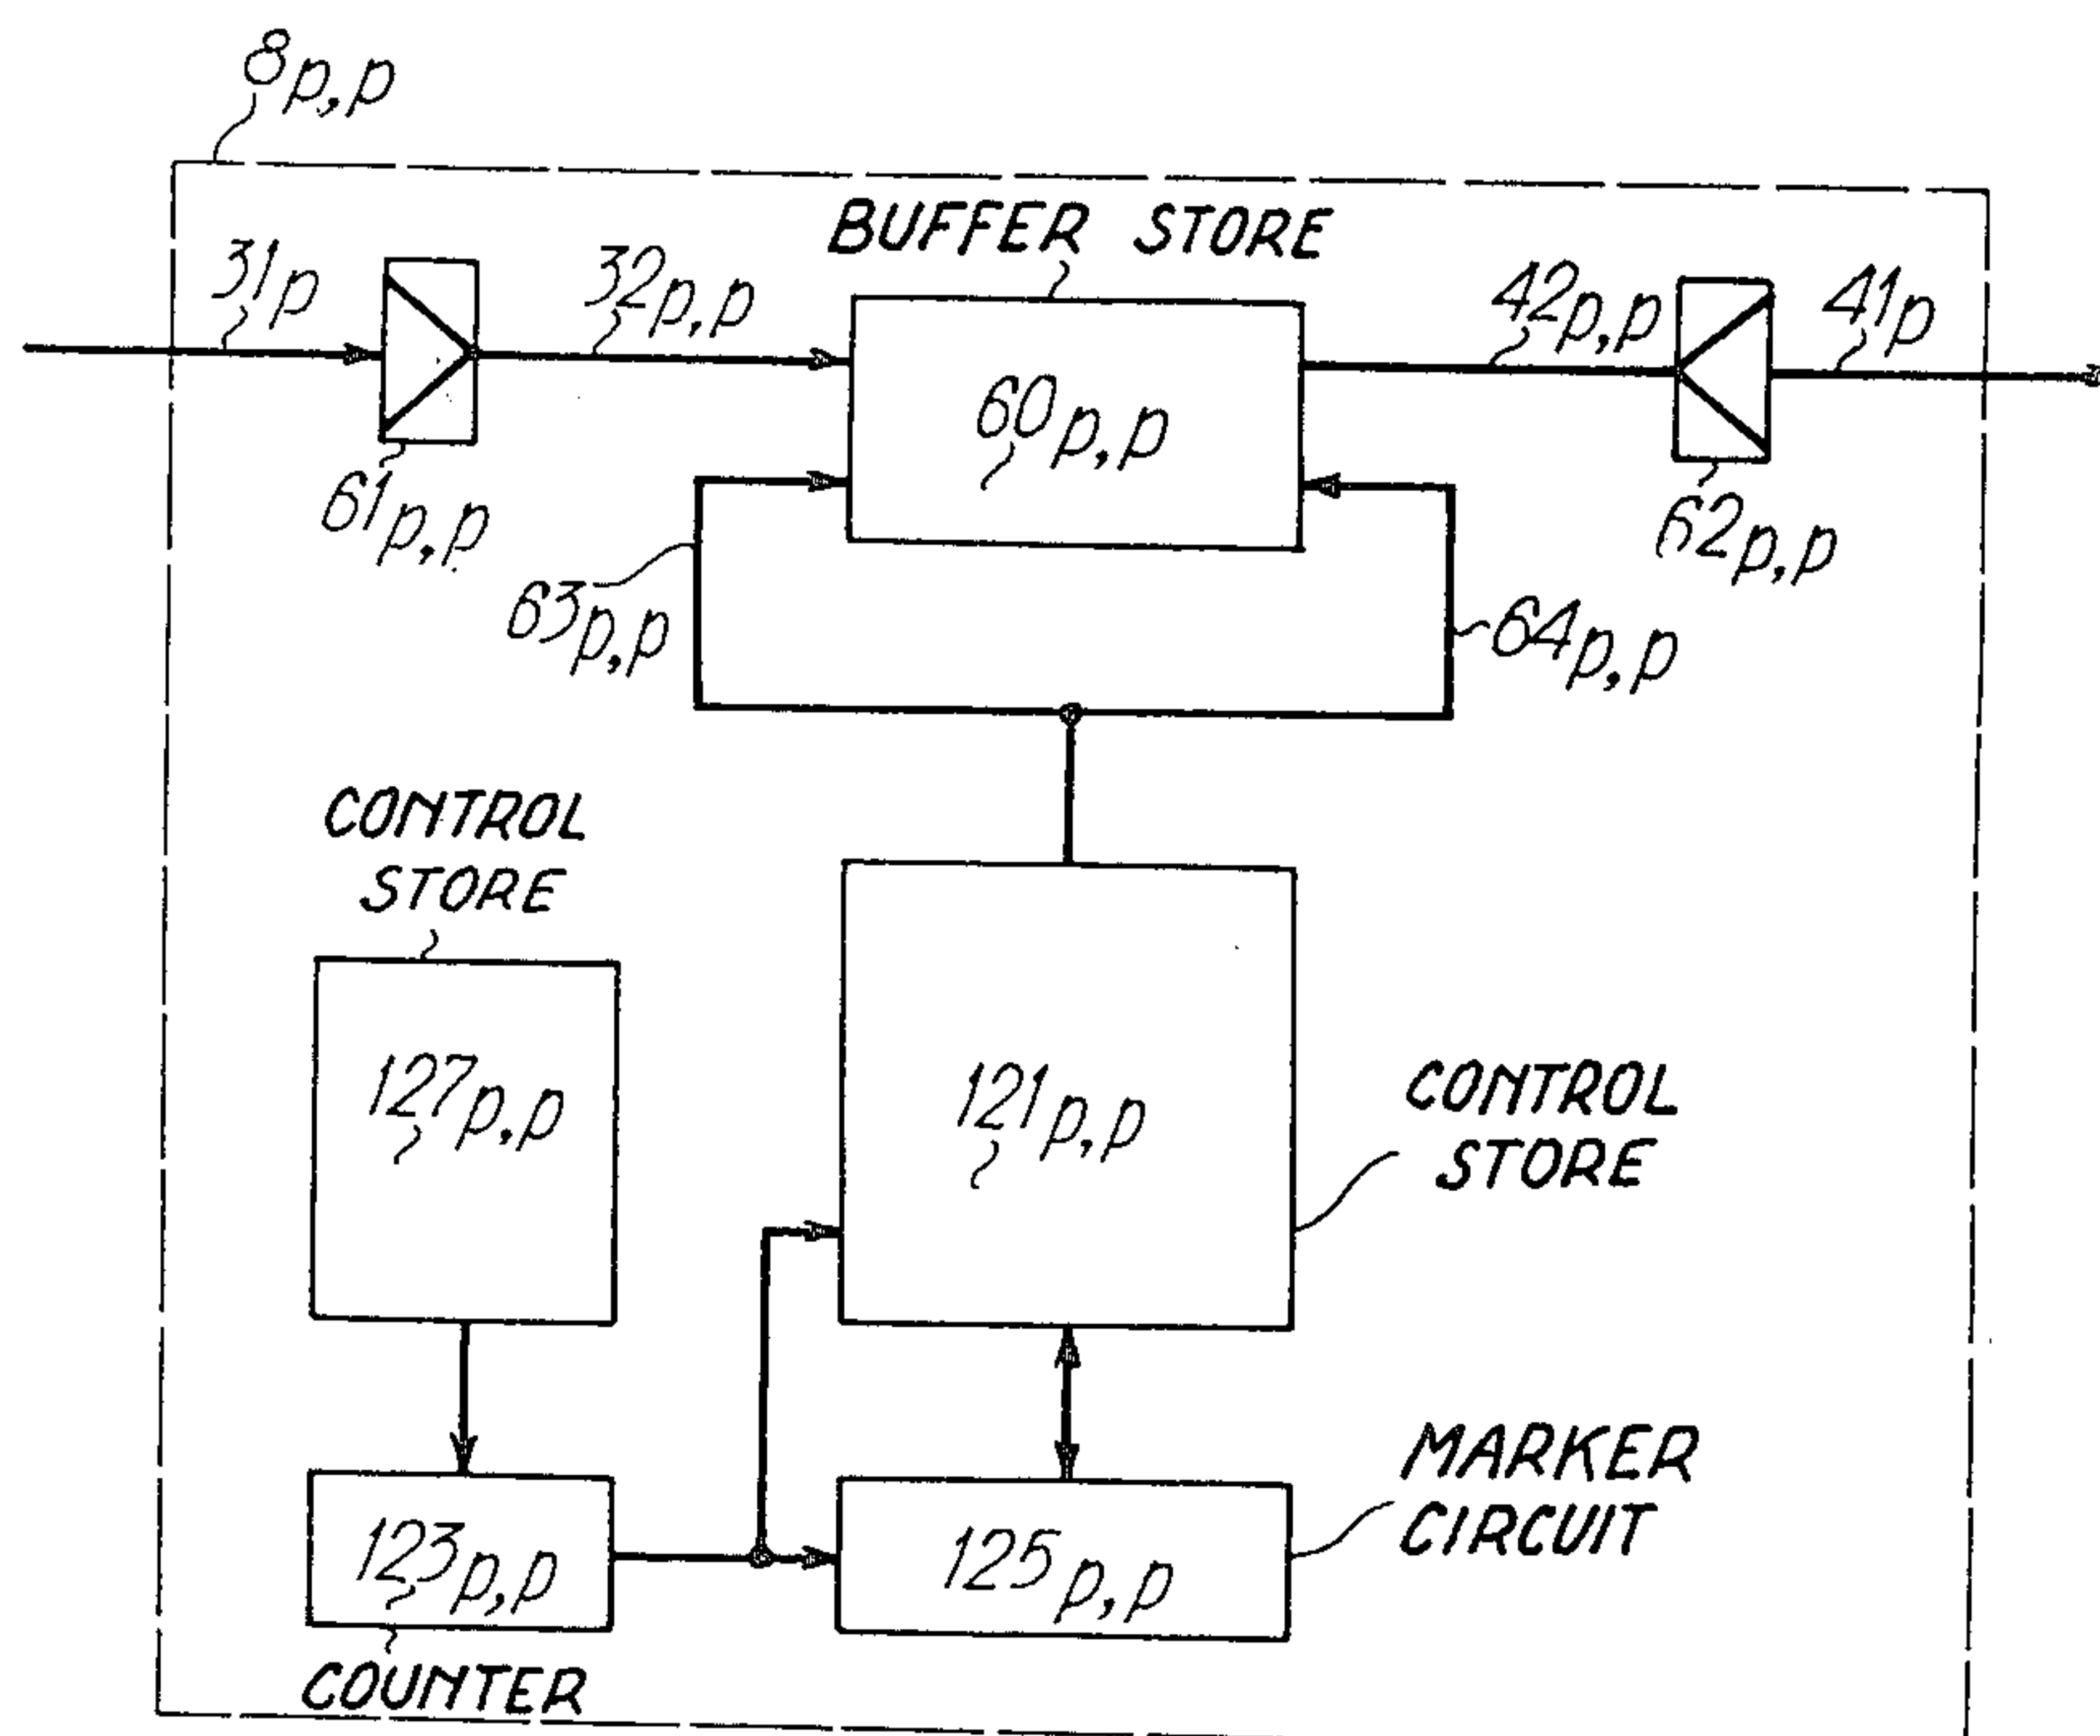 8p,p
BUFFER STORE
31p
32p,p
42p,p
41p
60p,p
61p,p
62p,p
63p,p
64p,p
CONTROL
STORE
127p,p
121p,p
CONTROL
STORE
MARKER
CIRCUIT
123p,p
125p,p
COUNTER